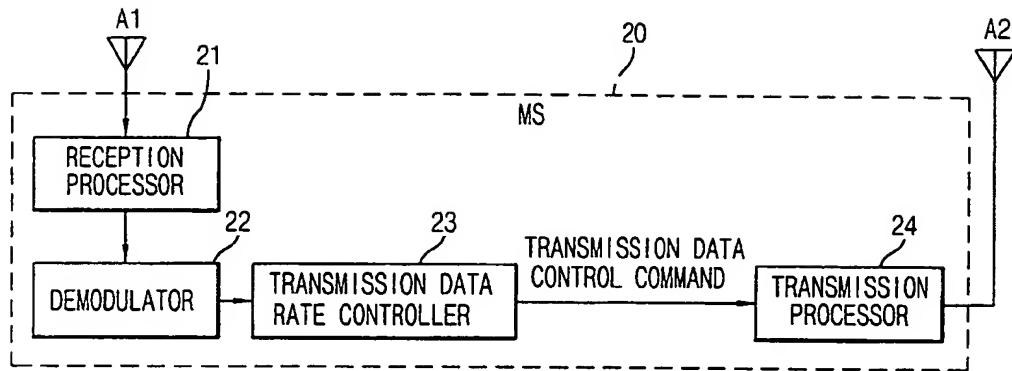 A1
21
20
A2
MS
RECEPTION
PROCESSOR
22
23
TRANSMISSION DATA
CONTROL COMMAND
24
DEMODULATOR
TRANSMISSION DATA
RATE CONTROLLER
TRANSMISSION
PROCESSOR